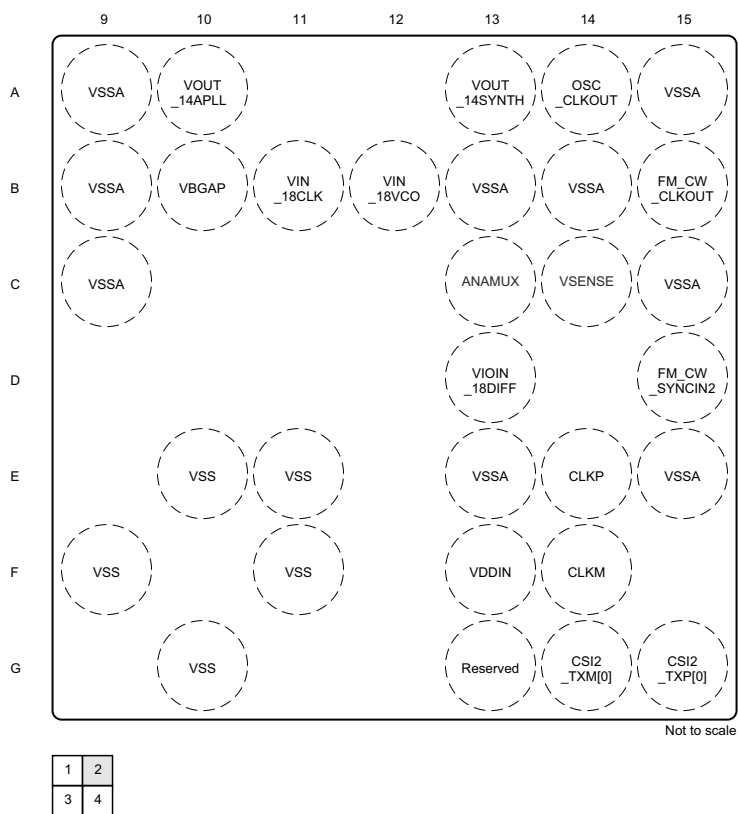 9 10 11 12 13 14 15
A
VSSA
VOUT
_14APLL
VOUT
_14SYNTH
OSC
_CLKOUT
VSSA
B
VSSA
VBGAP
VIN
_18CLK
VIN
_18VCO
VSSA
VSSA
FM_CW
_CLKOUT
C
VSSA
ANAMUX
VSENSE
VSSA
D
VIOIN
_18DIFF
FM_CW
_SYNCIN2
E
VSS
VSS
VSSA
CLKP
VSSA
F
VSS
VSS
VDDIN
CLKM
G
VSS
Reserved
CSI2
_TXM[0]
CSI2
_TXP[0]
Not to scale
1 2
3 4